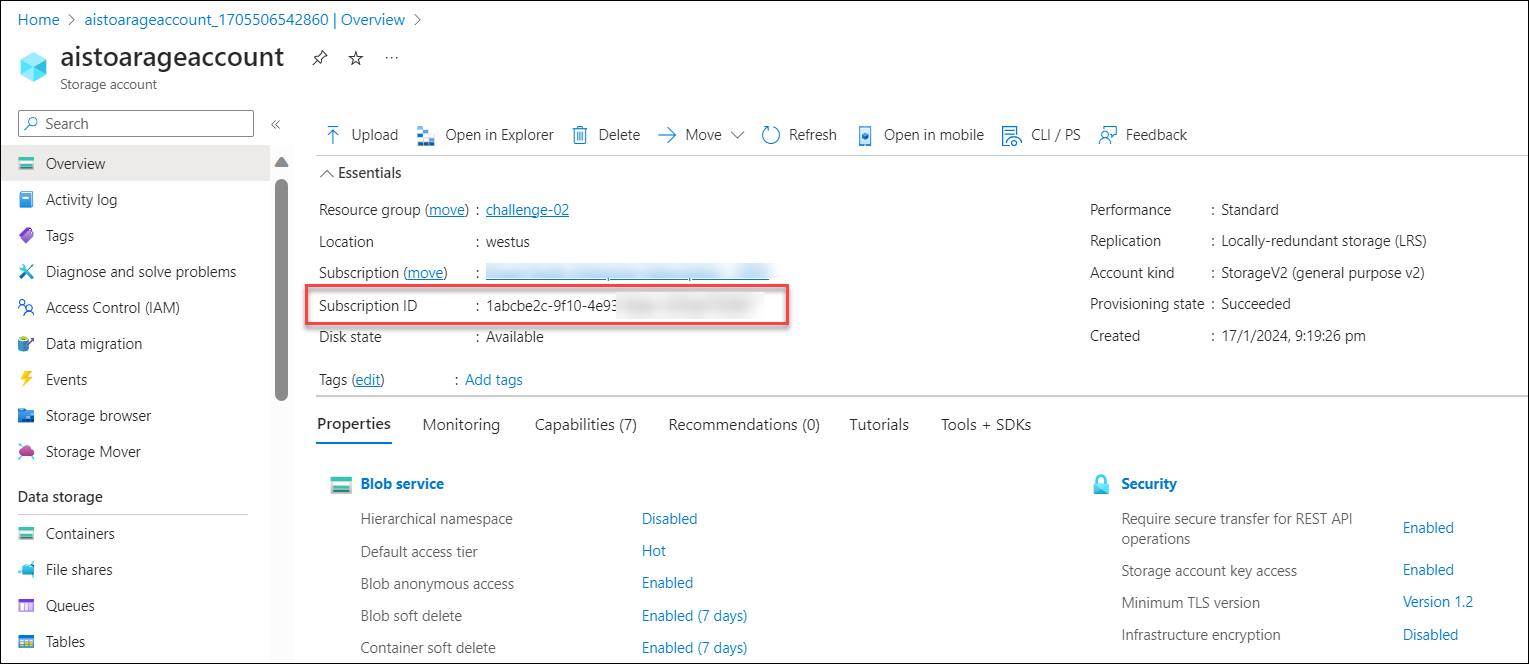 Home > aistoarageaccount_1705506542860 | Overview >
aistoarageaccount
Storage account
Search
Overview
Activity log
Tags
Diagnose and solve problems
Access Control (IAM)
Data migration
Events
Storage browser
Storage Mover
Data storage
Containers
File shares
Queues
Tables
Upload Open in Explorer Delete Move Refresh Open in mobile CLI / PS Feedback
Essentials
Resource group (move) : challenge-02
Location : westus
Subscription (move) :
Subscription ID : 1abcbe2c-9f10-4e93
Disk state : Available
Performance : Standard
Replication : Locally-redundant storage (LRS)
Account kind : StorageV2 (general purpose v2)
Provisioning state : Succeeded
Created : 17/1/2024, 9:19:26 pm
Tags (edit) : Add tags
Properties Monitoring Capabilities (7) Recommendations (0) Tutorials Tools + SDKs
Blob service
Hierarchical namespace Disabled
Default access tier Hot
Blob anonymous access Enabled
Blob soft delete Enabled (7 days)
Container soft delete Enabled (7 days)
Security
Require secure transfer for REST API
operations Enabled
Storage account key access Enabled
Minimum TLS version Version 1.2
Infrastructure encryption Disabled